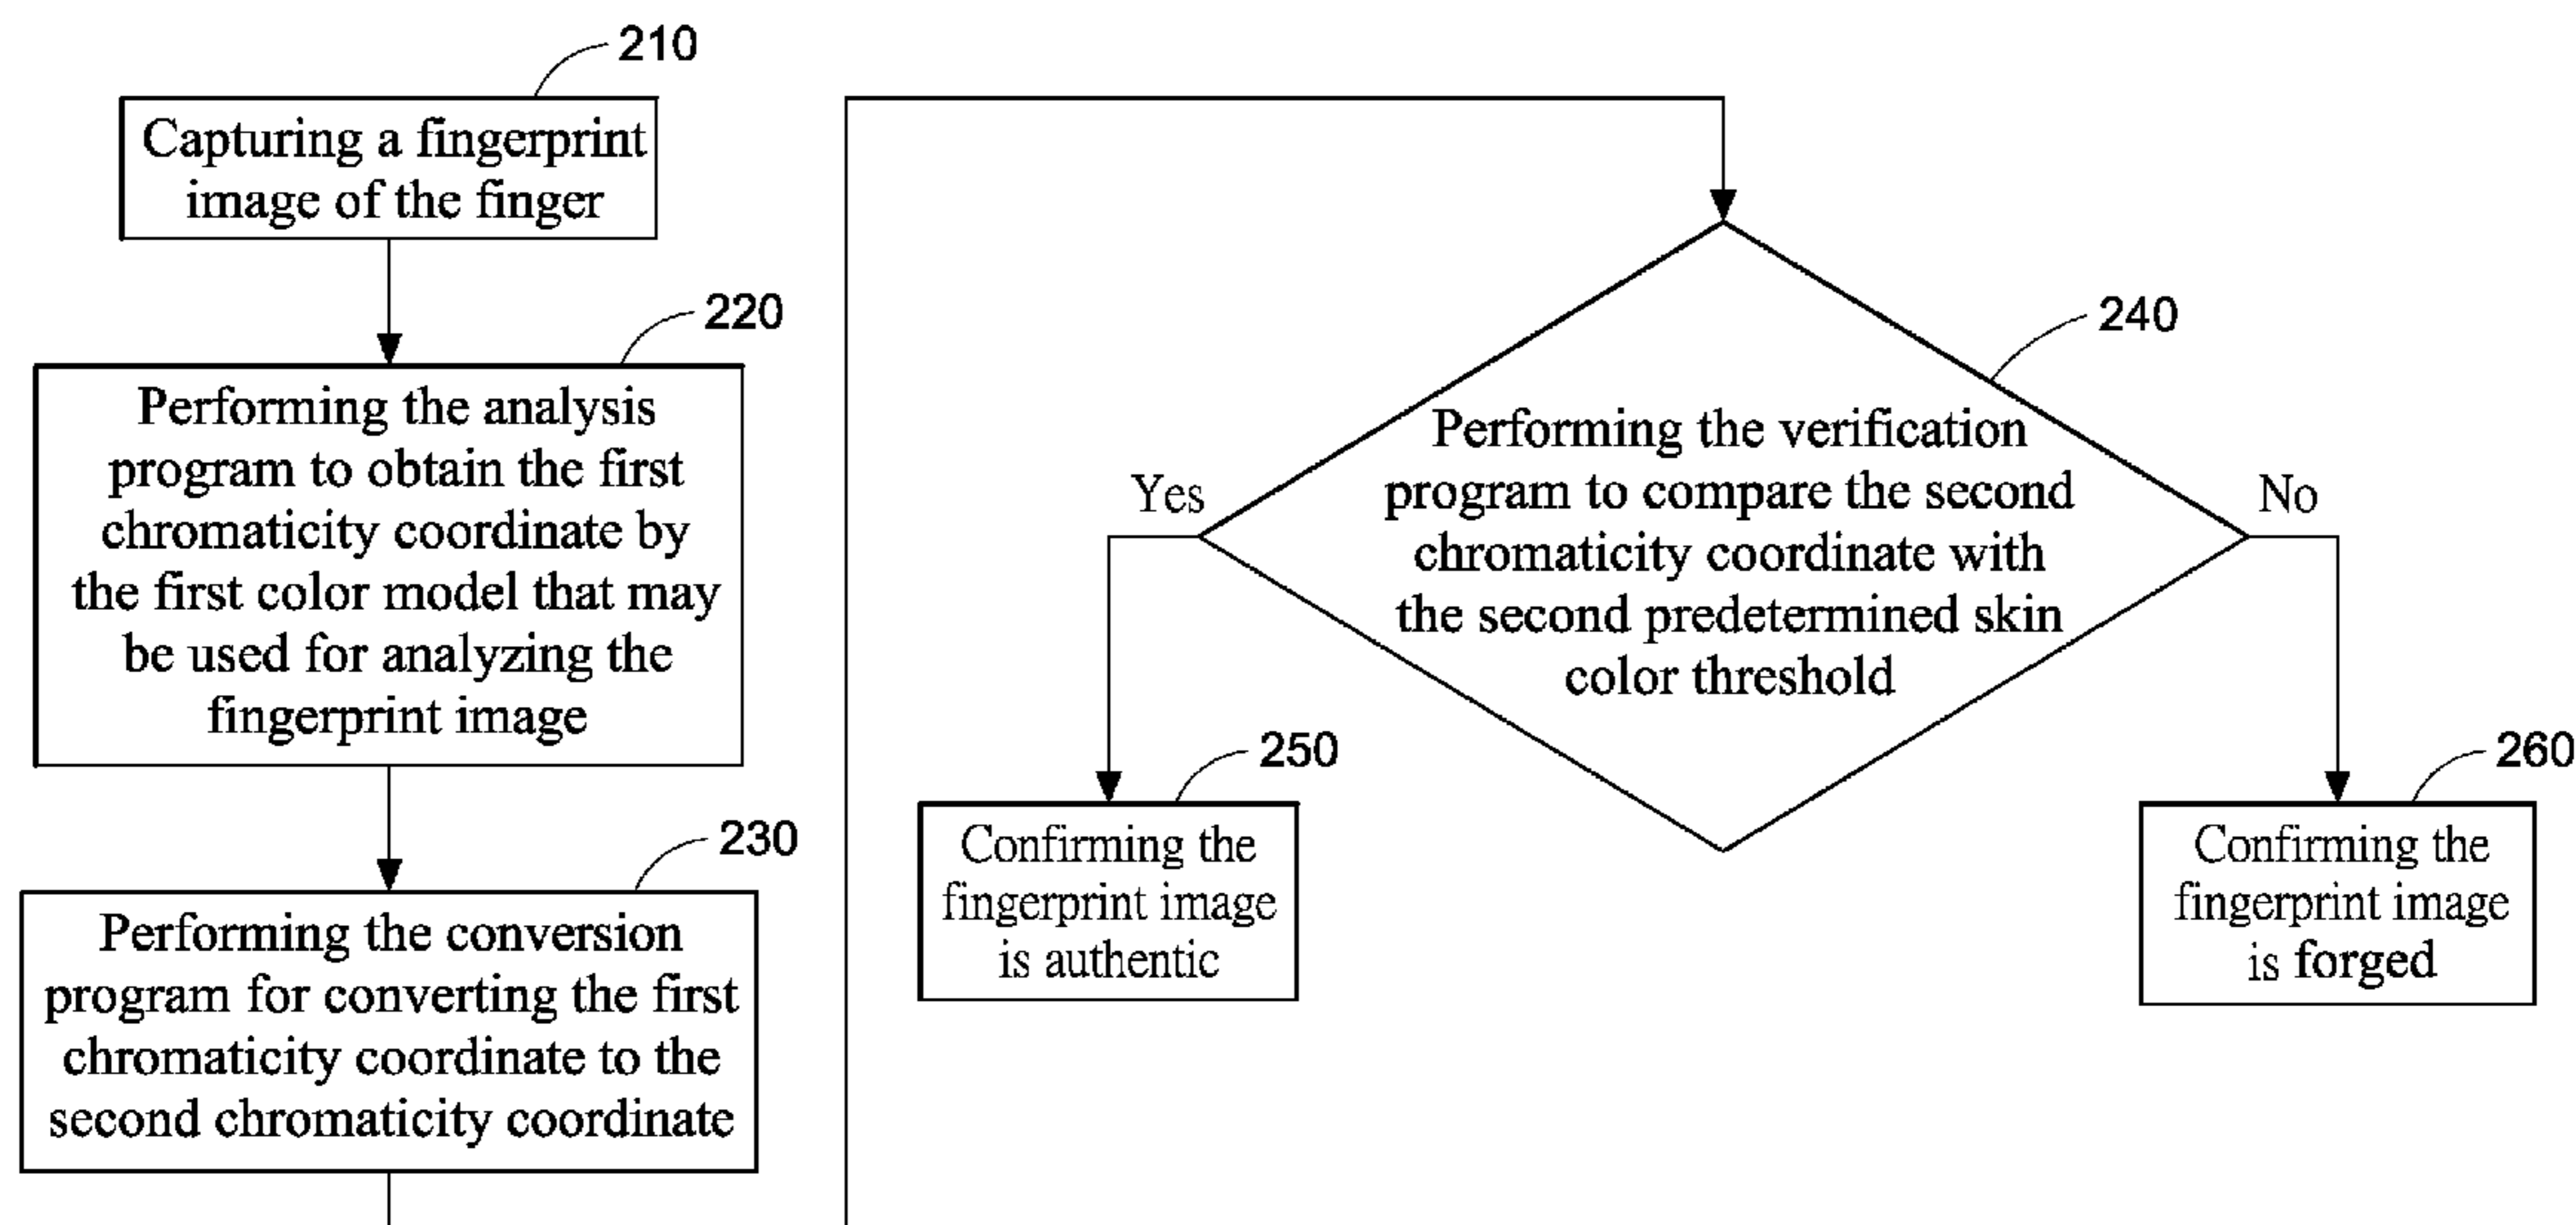 210
Capturing a fingerprint
image of the finger
220
Performing the analysis
program to obtain the first
chromaticity coordinate by
the first color model that may
be used for analyzing the
fingerprint image
230
Performing the conversion
program for converting the first
chromaticity coordinate to the
second chromaticity coordinate
240
Performing the verification
program to compare the second
chromaticity coordinate with
the second predetermined skin
color threshold
Yes
No
250
Confirming the
fingerprint image
is authentic
260
Confirming the
fingerprint image
is forged